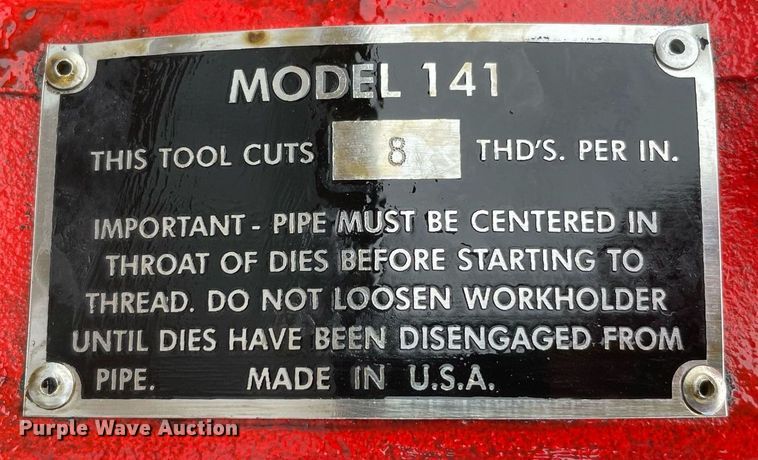 MODEL 141
THIS TOOL CUTS 8 THD'S. PER IN.
IMPORTANT - PIPE MUST BE CENTERED IN
THROAT OF DIES BEFORE STARTING TO
THREAD. DO NOT LOOSEN WORKHOLDER
UNTIL DIES HAVE BEEN DISENGAGED FROM
PIPE. MADE IN U.S.A.
Purple Wave Auction